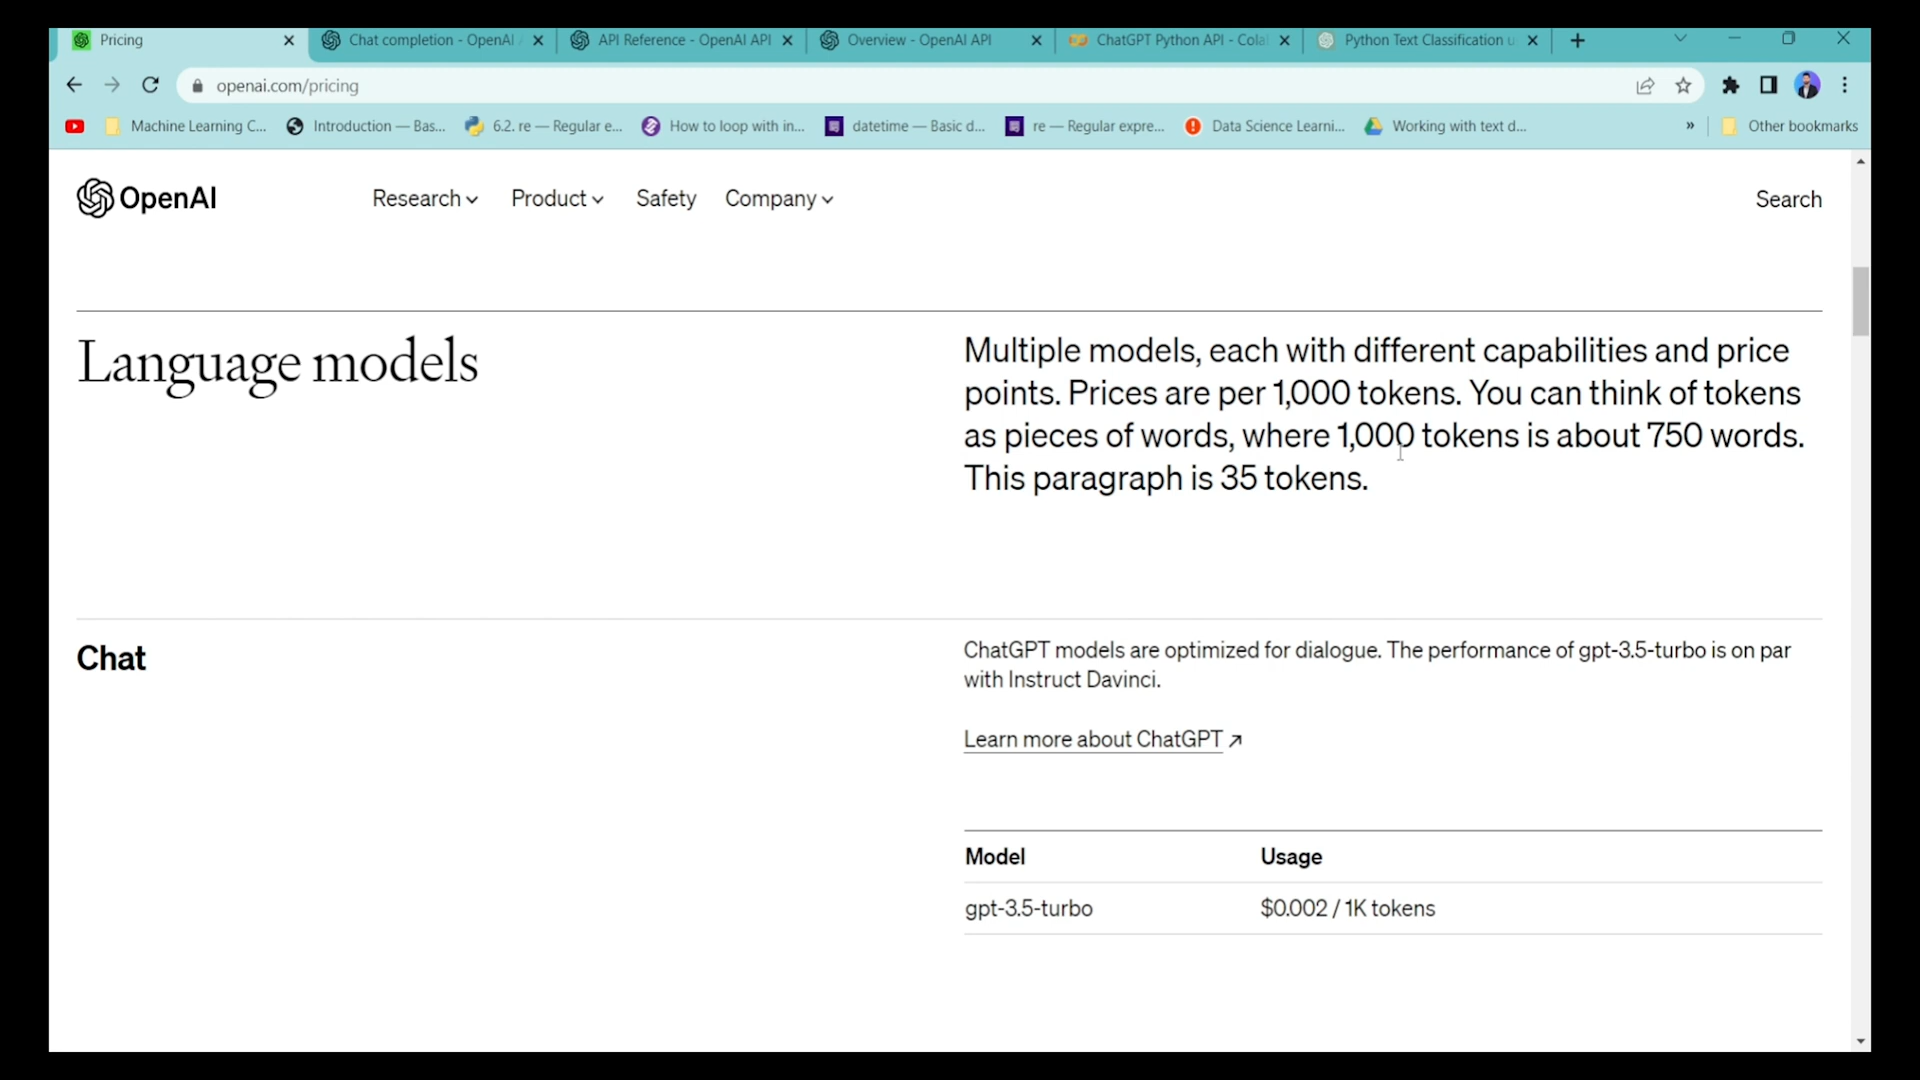 Pricing
Chat completion - OpenAI
API Reference - OpenAI API
Overview - OpenAI API
ChatGPT Python API - Cola
Python Text Classification u
openai.com/pricing
Machine Learning C...
Introduction — Bas...
6.2. re — Regular e...
How to loop with in...
datetime — Basic d...
re — Regular expre...
Data Science Learni...
Working with text d...
»
Other bookmarks
OpenAI
Research
Product
Safety
Company
Search
Language models
Multiple models, each with different capabilities and price
points. Prices are per 1,000 tokens. You can think of tokens
as pieces of words, where 1,000 tokens is about 750 words.
This paragraph is 35 tokens.
Chat
ChatGPT models are optimized for dialogue. The performance of gpt-3.5-turbo is on par
with Instruct Davinci.
Learn more about ChatGPT ↗
Model Usage
gpt-3.5-turbo $0.002 / 1K tokens